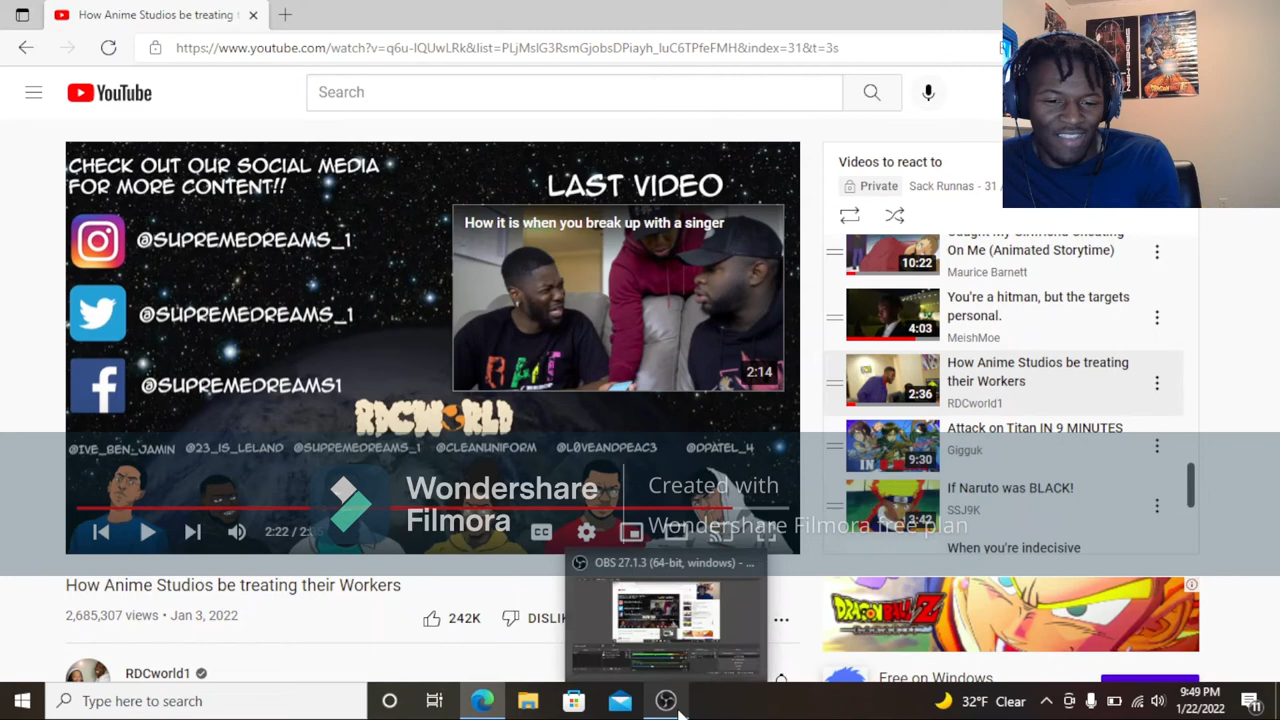 How Anime Studios be treating t
https://www.youtube.com/watch?v=q6u-lQUwLRk&list=PLjMsIG3RsmGjobsDPiayh_luC6TPfeFMH&index=31&t=3s
YouTube
Search
CHECK OUT OUR SOCIAL MEDIA
FOR MORE CONTENT!!
@SUPREMEDREAMS_1
@SUPREMEDREAMS_1
@SUPREMEDREAMS1
LAST VIDEO
How it is when you break up with a singer
2:14
RDCWORLD
@IVE_BEN_JAMIN @23_IS_LELAND @SUPREMEDREAMS_1 @CLEANUNIFORM @LØVEANDPEAC3 @DPATEL_4
Wondershare
Filmora
Created with
Wondershare Filmora free plan
2:22 / 2:3
CC
How Anime Studios be treating their Workers
2,685,307 views • Jan 3, 2022
242K
DISLIK
RDCworld1
Videos to react to
Private Sack Runnas - 31 /
On Me (Animated Storytime)
Maurice Barnett
10:22
You're a hitman, but the targets
personal.
MeishMoe
4:03
How Anime Studios be treating
their Workers
RDCworld1
2:36
Attack on Titan IN 9 MINUTES
Gigguk
9:30
If Naruto was BLACK!
SSJ9K
When you're indecisive
DRAGON BALL Z
Free on Windows
OBS 27.1.3 (64-bit, windows) - ...
Type here to search
32°F Clear
9:49 PM
1/22/2022
11